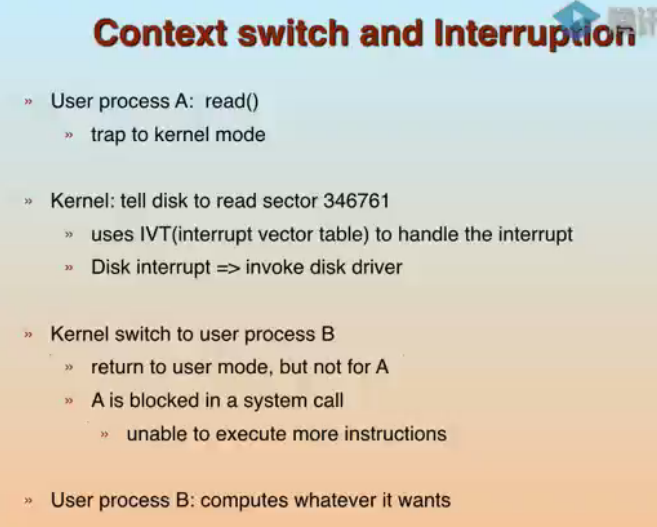 Context switch and Interruption
» User process A: read()
» trap to kernel mode
» Kernel: tell disk to read sector 346761
» uses IVT(interrupt vector table) to handle the interrupt
» Disk interrupt => invoke disk driver
» Kernel switch to user process B
» return to user mode, but not for A
» A is blocked in a system call
» unable to execute more instructions
» User process B: computes whatever it wants